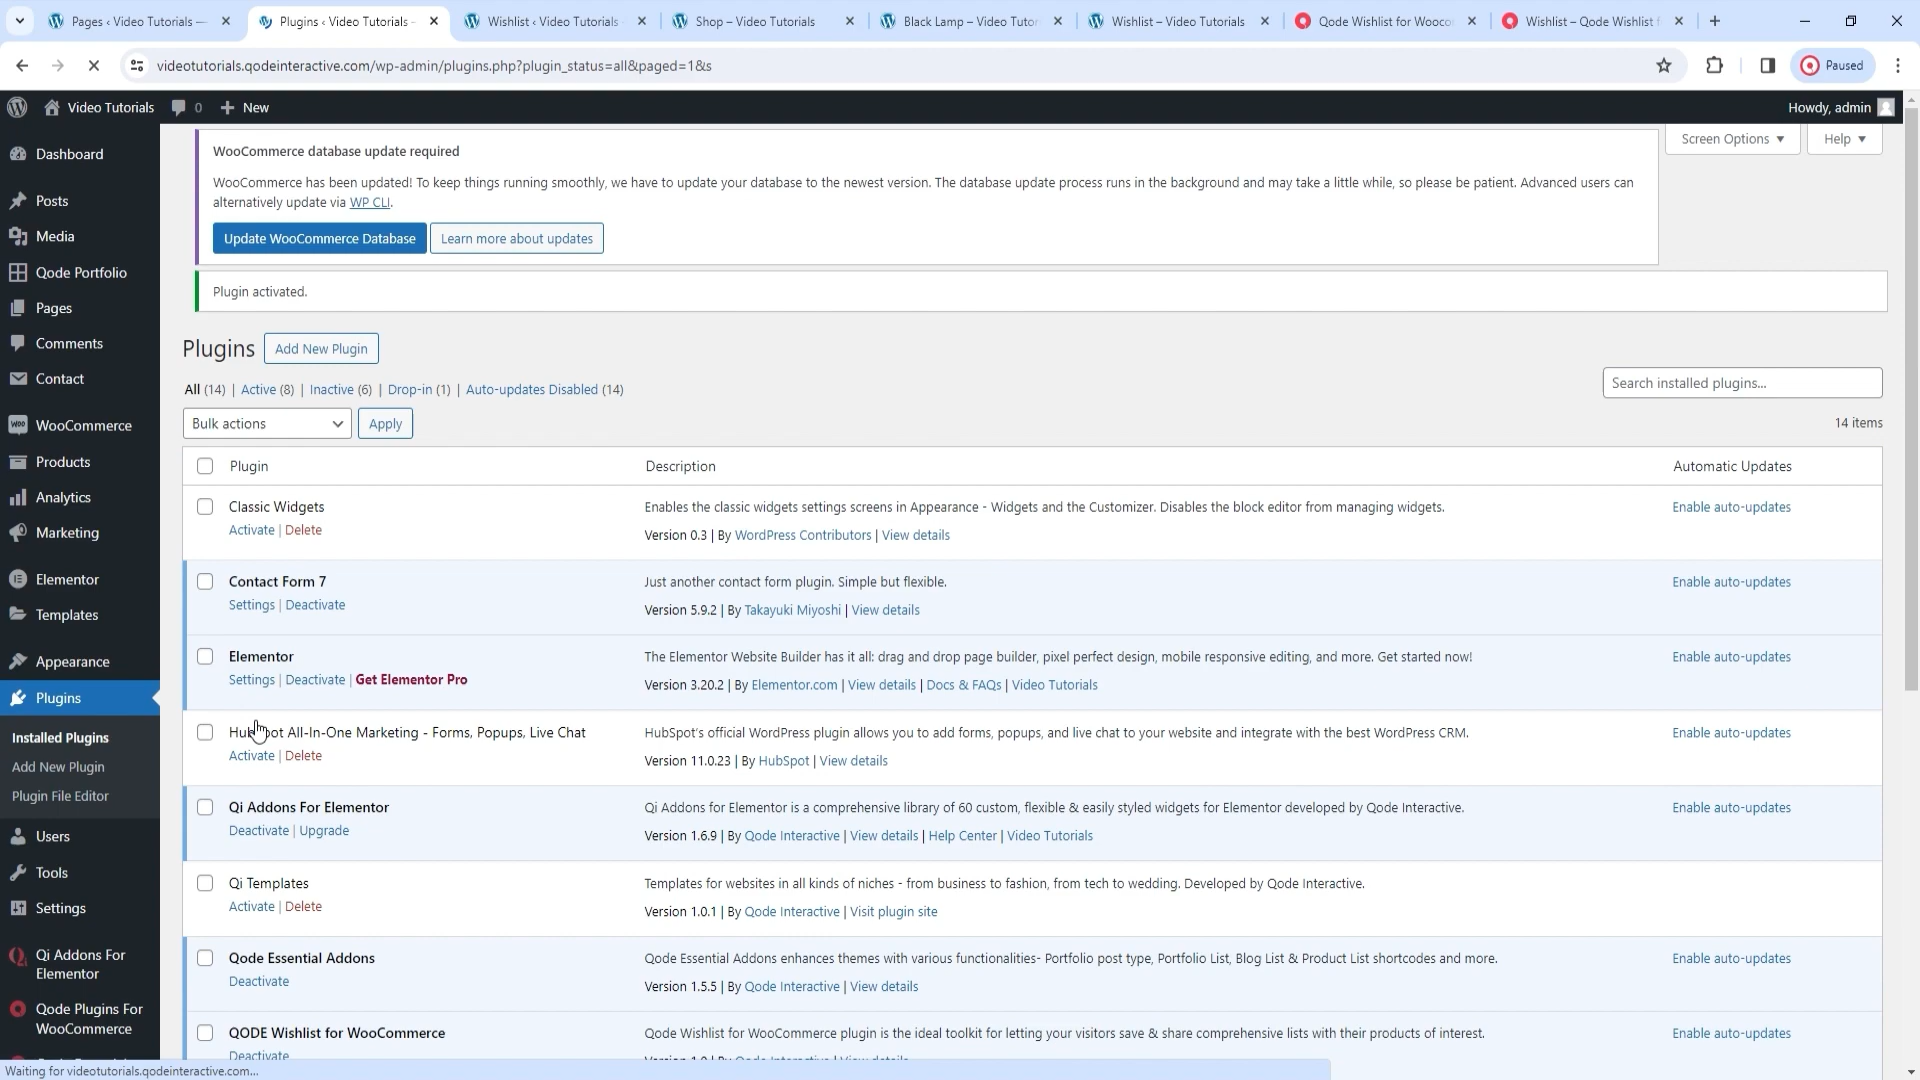 Pages ‹ Video Tutorials —
Plugins ‹ Video Tutorials –
Wishlist ‹ Video Tutorials
Shop – Video Tutorials
Black Lamp – Video Tutor
Wishlist – Video Tutorials
Qode Wishlist for Wooco
Wishlist – Qode Wishlist f
videotutorials.qodeinteractive.com/wp-admin/plugins.php?plugin_status=all&paged=1&s
Paused
Video Tutorials
0
New
Howdy, admin
Dashboard
Posts
Media
Qode Portfolio
Pages
Comments
Contact
WooCommerce
Products
Analytics
Marketing
Elementor
Templates
Appearance
Plugins
Installed Plugins
Add New Plugin
Plugin File Editor
Users
Tools
Settings
Qi Addons For
Elementor
Qode Plugins For
WooCommerce
Screen Options
Help
WooCommerce database update required
WooCommerce has been updated! To keep things running smoothly, we have to update your database to the newest version. The database update process runs in the background and may take a little while, so please be patient. Advanced users can
alternatively update via WP CLI.
Update WooCommerce Database
Learn more about updates
Plugin activated.
Plugins
Add New Plugin
All (14) | Active (8) | Inactive (6) | Drop-in (1) | Auto-updates Disabled (14)
Search installed plugins...
Bulk actions
Apply
14 items
Plugin Description Automatic Updates
Classic Widgets
Activate | Delete
Enables the classic widgets settings screens in Appearance - Widgets and the Customizer. Disables the block editor from managing widgets.
Version 0.3 | By WordPress Contributors | View details
Enable auto-updates
Contact Form 7
Settings | Deactivate
Just another contact form plugin. Simple but flexible.
Version 5.9.2 | By Takayuki Miyoshi | View details
Enable auto-updates
Elementor
Settings | Deactivate | Get Elementor Pro
The Elementor Website Builder has it all: drag and drop page builder, pixel perfect design, mobile responsive editing, and more. Get started now!
Version 3.20.2 | By Elementor.com | View details | Docs & FAQs | Video Tutorials
Enable auto-updates
HubSpot All-In-One Marketing - Forms, Popups, Live Chat
Activate | Delete
HubSpot's official WordPress plugin allows you to add forms, popups, and live chat to your website and integrate with the best WordPress CRM.
Version 11.0.23 | By HubSpot | View details
Enable auto-updates
Qi Addons For Elementor
Deactivate | Upgrade
Qi Addons for Elementor is a comprehensive library of 60 custom, flexible & easily styled widgets for Elementor developed by Qode Interactive.
Version 1.6.9 | By Qode Interactive | View details | Help Center | Video Tutorials
Enable auto-updates
Qi Templates
Activate | Delete
Templates for websites in all kinds of niches - from business to fashion, from tech to wedding. Developed by Qode Interactive.
Version 1.0.1 | By Qode Interactive | Visit plugin site
Qode Essential Addons
Deactivate
Qode Essential Addons enhances themes with various functionalities- Portfolio post type, Portfolio List, Blog List & Product List shortcodes and more.
Version 1.5.5 | By Qode Interactive | View details
Enable auto-updates
QODE Wishlist for WooCommerce
Deactivate
Qode Wishlist for WooCommerce plugin is the ideal toolkit for letting your visitors save & share comprehensive lists with their products of interest.
Version 1.0 | By Qode Interactive | View details
Enable auto-updates
Waiting for videotutorials.qodeinteractive.com...